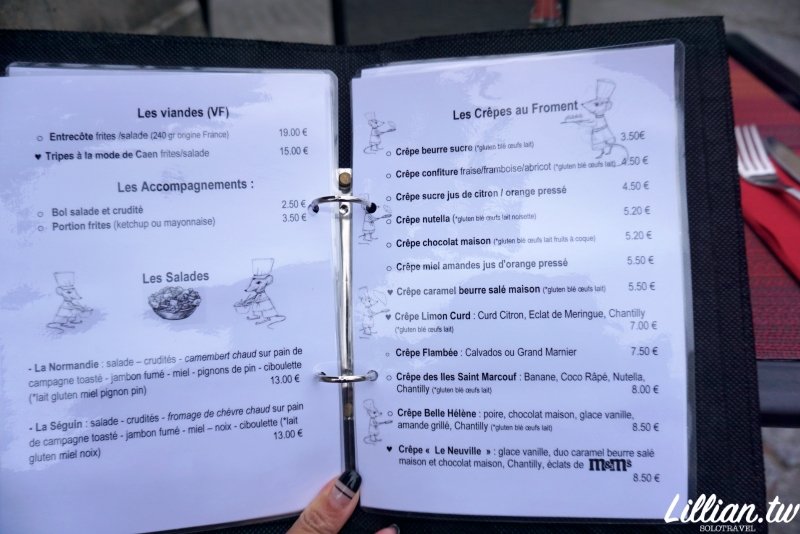 Les viandes (VF)
Entrecôte frites /salade (240 gr origine France) 19.00 €
Tripes à la mode de Caen frites/salade 15.00 €
Les Accompagnements :
Bol salade et crudité 2.50 €
Portion frites (ketchup ou mayonnaise) 3.50 €
Les Salades
- La Normandie : salade – crudités - camembert chaud sur pain
de campagne toasté - jambon fumé - miel - pignons de pin - ciboulette
(*lait gluten miel pignon pin) 13.00 €
- La Séguin : salade - crudités - fromage de chèvre chaud sur pain
de campagne toasté - jambon fumé - miel – noix - ciboulette (*lait
gluten miel noix) 13.00 €
Les Crêpes au Froment
Crêpe beurre sucre (*gluten blé œufs lait) 3.50€
Crêpe confiture fraise/framboise/abricot (*gluten blé œufs lait) 4.50 €
Crêpe sucre jus de citron / orange pressé 4.50 €
Crêpe nutella (*gluten blé œufs lait noisette) 5.20 €
Crêpe chocolat maison (*gluten blé œufs lait fruits à coque) 5.20 €
Crêpe miel amandes jus d'orange pressé 5.50 €
Crêpe caramel beurre salé maison (*gluten blé œufs lait) 5.50 €
Crêpe Limon Curd : Curd Citron, Eclat de Meringue, Chantilly
(*gluten blé œufs lait) 7.00 €
Crêpe Flambée : Calvados ou Grand Marnier 7.50 €
Crêpe des Iles Saint Marcouf : Banane, Coco Râpé, Nutella,
Chantilly (*gluten blé œufs lait) 8.00 €
Crêpe Belle Hélène : poire, chocolat maison, glace vanille,
amande grillé, Chantilly (*gluten blé œufs lait) 8.50 €
Crêpe « Le Neuville » : glace vanille, duo caramel beurre salé
maison et chocolat maison, Chantilly, éclats de m&m's
8.50 €
Lillian.tw
SOLOTRAVEL